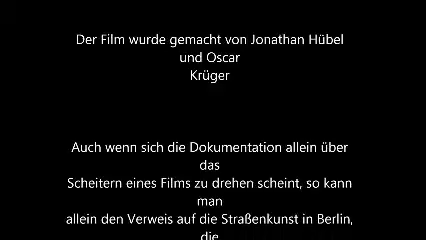 Der Film wurde gemacht von Jonathan Hübel
und Oscar
Krüger
Auch wenn sich die Dokumentation allein über
das
Scheitern eines Films zu drehen scheint, so kann
man
allein den Verweis auf die Straßenkunst in Berlin,
die